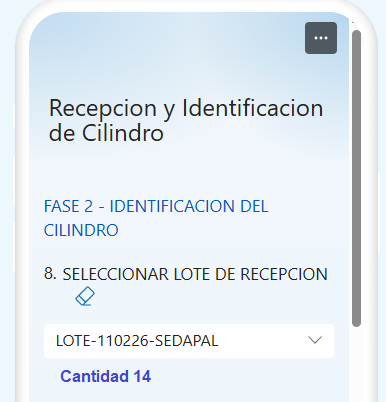 Recepcion y Identificacion
de Cilindro
FASE 2 - IDENTIFICACION DEL
CILINDRO
8. SELECCIONAR LOTE DE RECEPCION
LOTE-110226-SEDAPAL
Cantidad 14